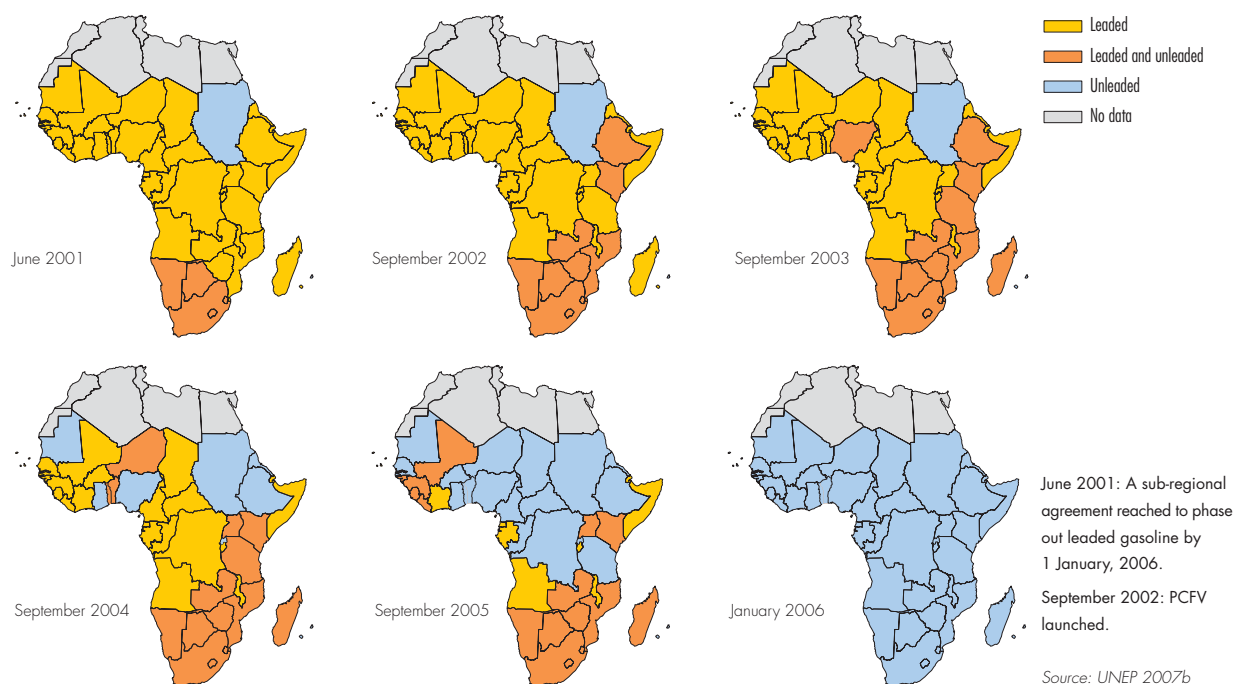 Leaded
Leaded and unleaded
Unleaded
No data
June 2001
September 2002
September 2003
September 2004
September 2005
January 2006
June 2001: A sub-regional
agreement reached to phase
out leaded gasoline by
1 January, 2006.
September 2002: PCFV
launched.
Source: UNEP 2007b